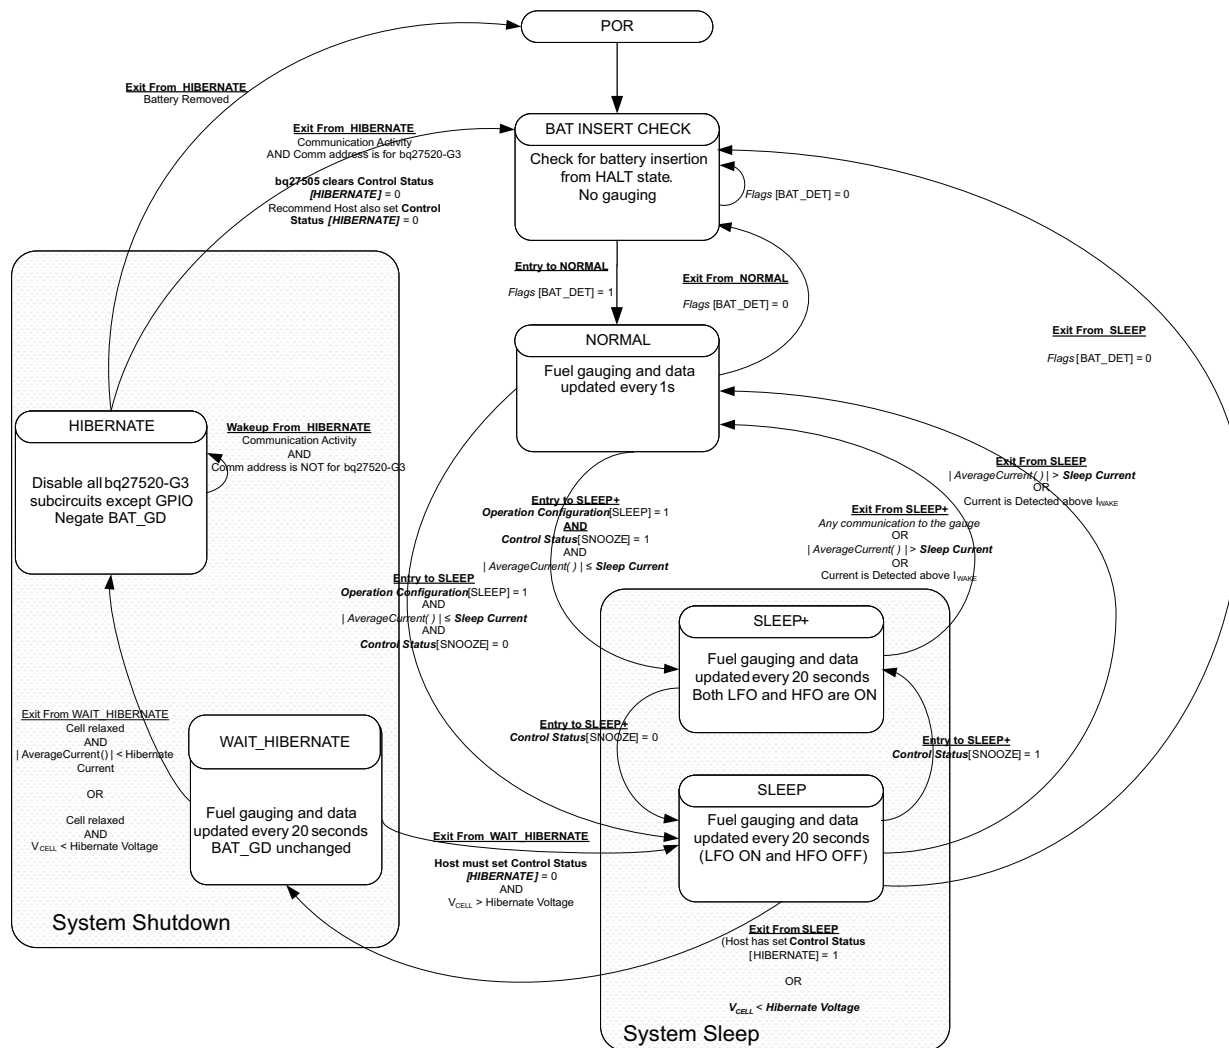 POR
Exit From HIBERNATE
Battery Removed
Exit From HIBERNATE
Communication Activity
AND Comm address is for bq27520-G3
bq27505 clears Control Status
[HIBERNATE] = 0
Recommend Host also set Control
Status [HIBERNATE] = 0
BAT INSERT CHECK
Check for battery insertion
from HALT state.
No gauging
Flags [BAT_DET] = 0
Entry to NORMAL
Flags [BAT_DET] = 1
Exit From NORMAL
Flags [BAT_DET] = 0
Exit From SLEEP
Flags [BAT_DET] = 0
NORMAL
Fuel gauging and data
updated every 1s
HIBERNATE
Disable all bq27520-G3
subcircuits except GPIO
Negate BAT_GD
Wakeup From HIBERNATE
Communication Activity
AND
Comm address is NOT for bq27520-G3
Exit From SLEEP
| AverageCurrent( ) | > Sleep Current
OR
Current is Detected above IWAKE
Entry to SLEEP+
Operation Configuration[SLEEP] = 1
AND
Control Status[SNOOZE] = 1
AND
| AverageCurrent( ) | ≤ Sleep Current
Exit From SLEEP+
Any communication to the gauge
OR
| AverageCurrent( ) | > Sleep Current
OR
Current is Detected above IWAKE
Entry to SLEEP
Operation Configuration[SLEEP] = 1
AND
| AverageCurrent( ) | ≤ Sleep Current
AND
Control Status[SNOOZE] = 0
SLEEP+
Fuel gauging and data
updated every 20 seconds
Both LFO and HFO are ON
Entry to SLEEP+
Control Status[SNOOZE] = 0
Entry to SLEEP+
Control Status[SNOOZE] = 1
Exit From WAIT_HIBERNATE
Cell relaxed
AND
| AverageCurrent() | < Hibernate
Current
OR
Cell relaxed
AND
VCELL < Hibernate Voltage
WAIT_HIBERNATE
Fuel gauging and data
updated every 20 seconds
BAT_GD unchanged
SLEEP
Fuel gauging and data
updated every 20 seconds
(LFO ON and HFO OFF)
Exit From WAIT_HIBERNATE
Host must set Control Status
[HIBERNATE] = 0
AND
VCELL > Hibernate Voltage
System Shutdown
Exit From SLEEP
(Host has set Control Status
[HIBERNATE] = 1
OR
VCELL < Hibernate Voltage
System Sleep